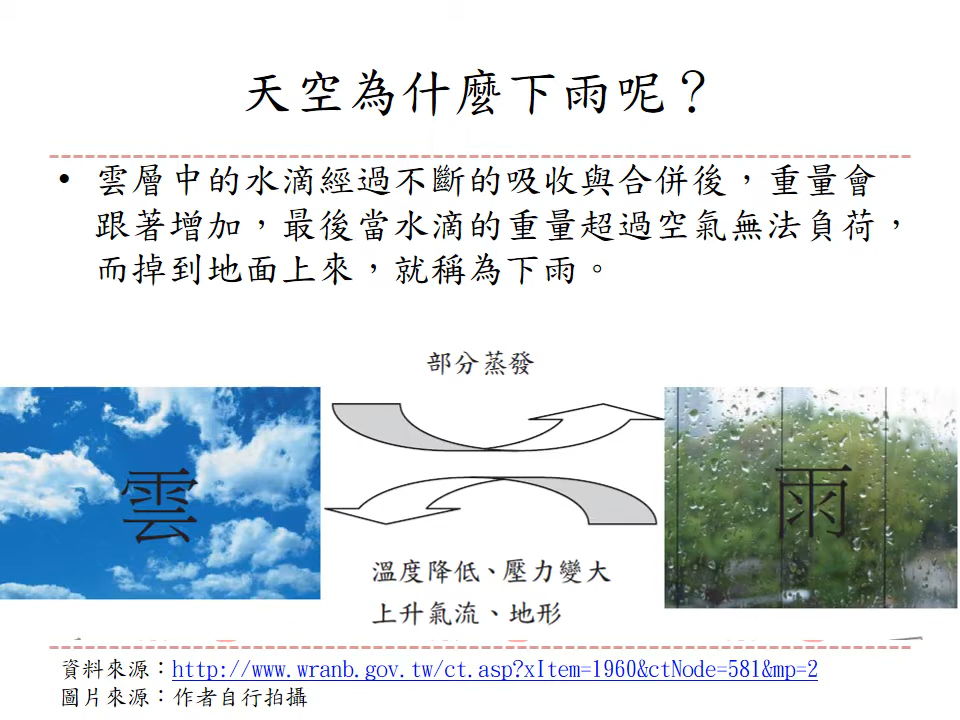 天空為什麼下雨呢？
• 雲層中的水滴經過不斷的吸收與合併後，重量會
跟著增加，最後當水滴的重量超過空氣無法負荷，
而掉到地面上來，就稱為下雨。
部分蒸發
雲
雨
溫度降低、壓力變大
上升氣流、地形
資料來源：http://www.wranb.gov.tw/ct.asp?xItem=1960&ctNode=581&mp=2
圖片來源：作者自行拍攝